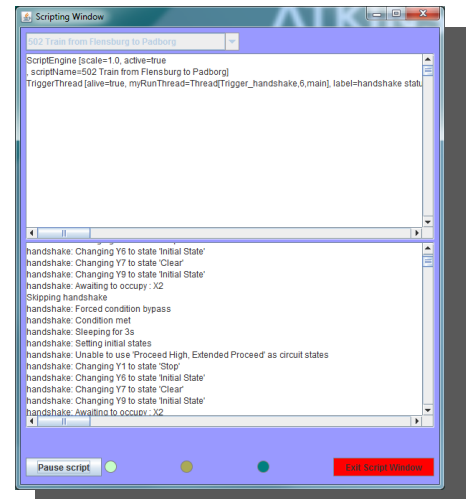 Scripting Window
502 Train from Flensburg to Padborg
ScriptEngine [scale=1.0, active=true
, scriptName=502 Train from Flensburg to Padborg]
TriggerThread [alive=true, myRunThread=Thread[Trigger_handshake,6,main], label=handshake statu
handshake: Changing Y6 to state 'Initial State'
handshake: Changing Y7 to state 'Clear'
handshake: Changing Y9 to state 'Initial State'
handshake: Awaiting to occupy : X2
Skipping handshake
handshake: Forced condition bypass
handshake: Condition met
handshake: Sleeping for 3s
handshake: Setting initial states
handshake: Unable to use 'Proceed High, Extended Proceed' as circuit states
handshake: Changing Y1 to state 'Stop'
handshake: Changing Y6 to state 'Initial State'
handshake: Changing Y7 to state 'Clear'
handshake: Changing Y9 to state 'Initial State'
handshake: Awaiting to occupy : X2
Pause script
Exit Script Window